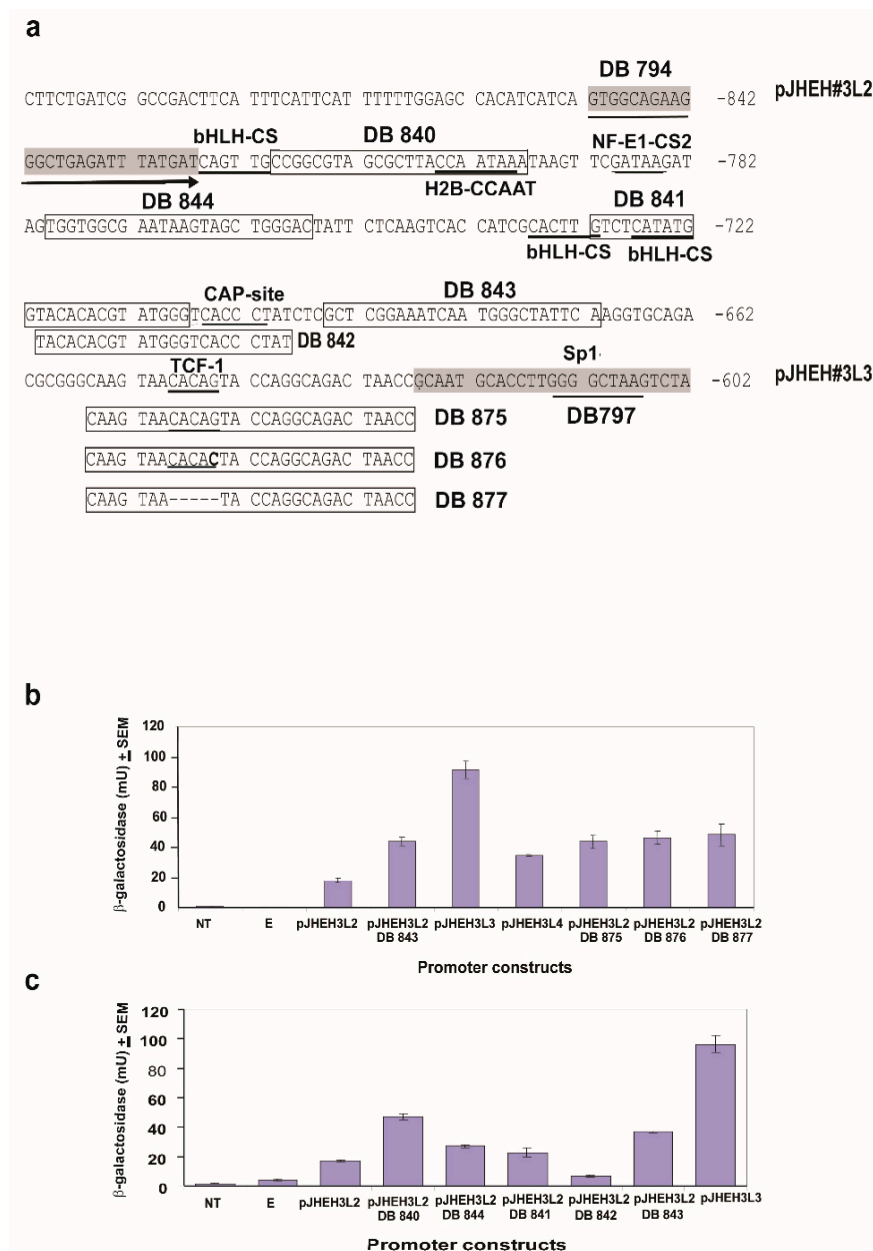 a
DB 794
CTTCTGATCG GCCGACTTCA TTTCATTCAT TTTTTGGAGC CACATCATCA GTGGCAGAAG -842 pJHEH#3L2
bHLH-CS DB 840 NF-E1-CS2
GGCTGAGATT TATGATCAGT TGCCGGCGTA GCGCTTACCA ATAAATAAGT TCGATAAGAT -782
H2B-CCAAT
DB 844 DB 841
AGTGGTGGCG AATAAGTAGC TGGGACTATT CTCAAGTCAC CATCGCACTT GTCTCATATG -722
bHLH-CS bHLH-CS
CAP-site DB 843
GTACACACGT ATGGGTCACC CTATCTCGCT CGGAAATCAA TGGGCTATTC AAGGTGCAGA -662
TACACACGT ATGGGTCACC CTAT DB 842
TCF-1 Sp1
CGCGGGCAAG TAACACAGTA CCAGGCAGAC TAACCGCAAT GCACCTTGGG GCTAAGTCTA -602 pJHEH#3L3
DB797
CAAG TAACACAGTA CCAGGCAGAC TAACC DB 875
CAAG TAACACACTA CCAGGCAGAC TAACC DB 876
CAAG TAA-----TA CCAGGCAGAC TAACC DB 877
b
β-galactosidase (mU) ± SEM
120
100
80
60
40
20
0
NT E pJHEH3L2 pJHEH3L2 DB 843 pJHEH3L3 pJHEH3L4 pJHEH3L2 DB 875 pJHEH3L2 DB 876 pJHEH3L2 DB 877
Promoter constructs
c
β-galactosidase (mU) ± SEM
120
100
80
60
40
20
0
NT E pJHEH3L2 pJHEH3L2 DB 840 pJHEH3L2 DB 844 pJHEH3L2 DB 841 pJHEH3L2 DB 842 pJHEH3L2 DB 843 pJHEH3L3
Promoter constructs